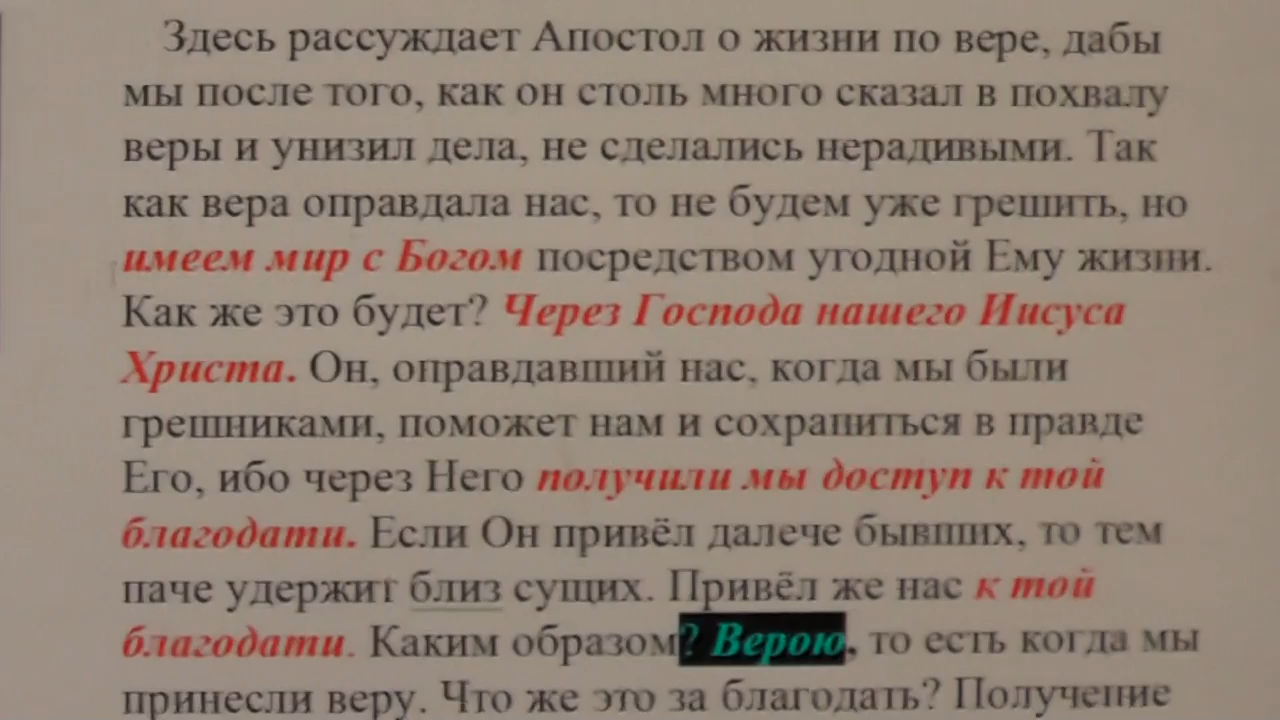 Здесь рассуждает Апостол о жизни по вере, дабы
мы после того, как он столь много сказал в похвалу
веры и унизил дела, не сделались нерадивыми. Так
как вера оправдала нас, то не будем уже грешить, но
имеем мир с Богом посредством угодной Ему жизни.
Как же это будет? Через Господа нашего Иисуса
Христа. Он, оправдавший нас, когда мы были
грешниками, поможет нам и сохраниться в правде
Его, ибо через Него получили мы доступ к той
благодати. Если Он привёл далече бывших, то тем
паче удержит близ сущих. Привёл же нас к той
благодати. Каким образом? Верою, то есть когда мы
принесли веру. Что же это за благодать? Получение